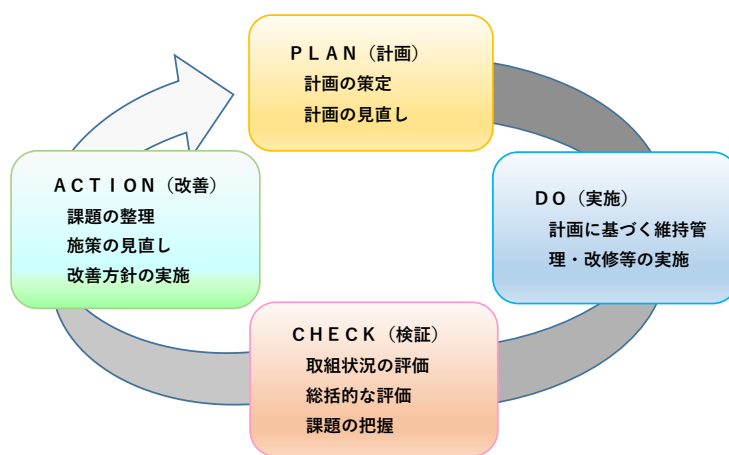 ＰＬＡＮ（計画）
計画の策定
計画の見直し
ＤＯ（実施）
計画に基づく維持管
理・改修等の実施
ＣＨＥＣＫ（検証）
取組状況の評価
総括的な評価
課題の把握
ＡＣＴＩＯＮ（改善）
課題の整理
施策の見直し
改善方針の実施